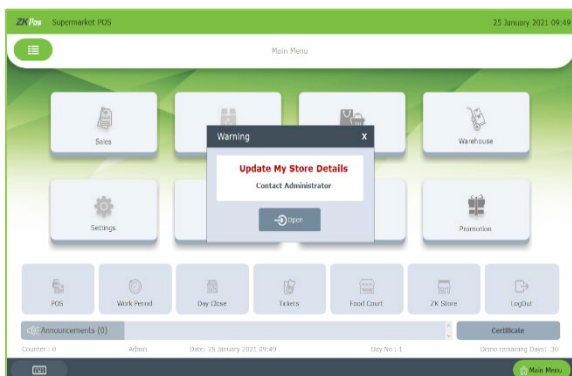 ZKPos Supermarket POS 25 January 2021 09:49
Main Menu
Sales
Warehouse
Warning X
Update My Store Details
Contact Administrator
Open
Settings
Promotion
POS
Work Period
Day Close
Tickets
Food Court
ZK Store
LogOut
Announcements (0)
Certificate
Counter : 0 Admin Date: 25 January 2021 09:49 Day No : 1 Demo remaining Days: 30
Main Menu